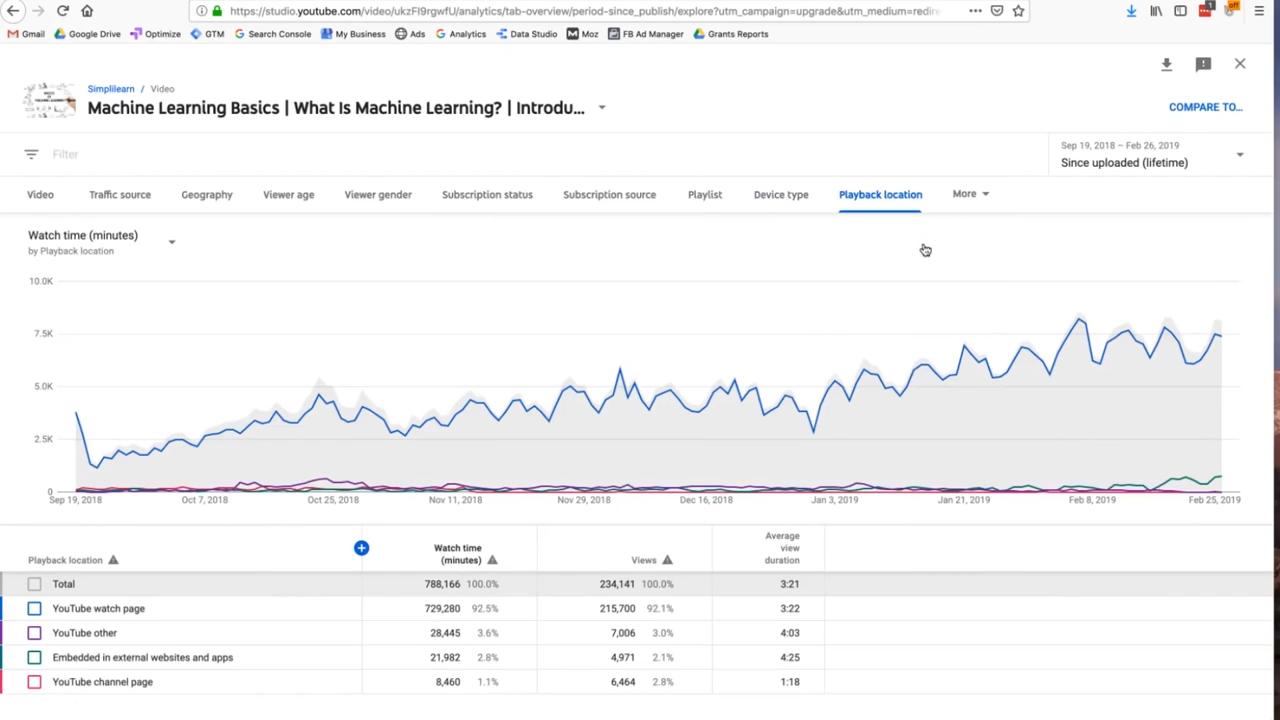 https://studio.youtube.com/video/ukzFI9rgwfU/analytics/tab-overview/period-since_publish/explore?utm_campaign=upgrade&utm_medium=redire
1
off
Gmail Google Drive Optimize GTM Search Console My Business Ads Analytics Data Studio Moz FB Ad Manager Grants Reports
Simplilearn / Video
Machine Learning Basics | What Is Machine Learning? | Introdu...
COMPARE TO...
Filter
Sep 19, 2018 – Feb 26, 2019
Since uploaded (lifetime)
Video Traffic source Geography Viewer age Viewer gender Subscription status Subscription source Playlist Device type Playback location More
Watch time (minutes)
by Playback location
10.0K
7.5K
5.0K
2.5K
0
Sep 19, 2018 Oct 7, 2018 Oct 25, 2018 Nov 11, 2018 Nov 29, 2018 Dec 16, 2018 Jan 3, 2019 Jan 21, 2019 Feb 8, 2019 Feb 25, 2019
Playback location Watch time (minutes) Views Average view duration
Total 788,166 100.0% 234,141 100.0% 3:21
YouTube watch page 729,280 92.5% 215,700 92.1% 3:22
YouTube other 28,445 3.6% 7,006 3.0% 4:03
Embedded in external websites and apps 21,982 2.8% 4,971 2.1% 4:25
YouTube channel page 8,460 1.1% 6,464 2.8% 1:18